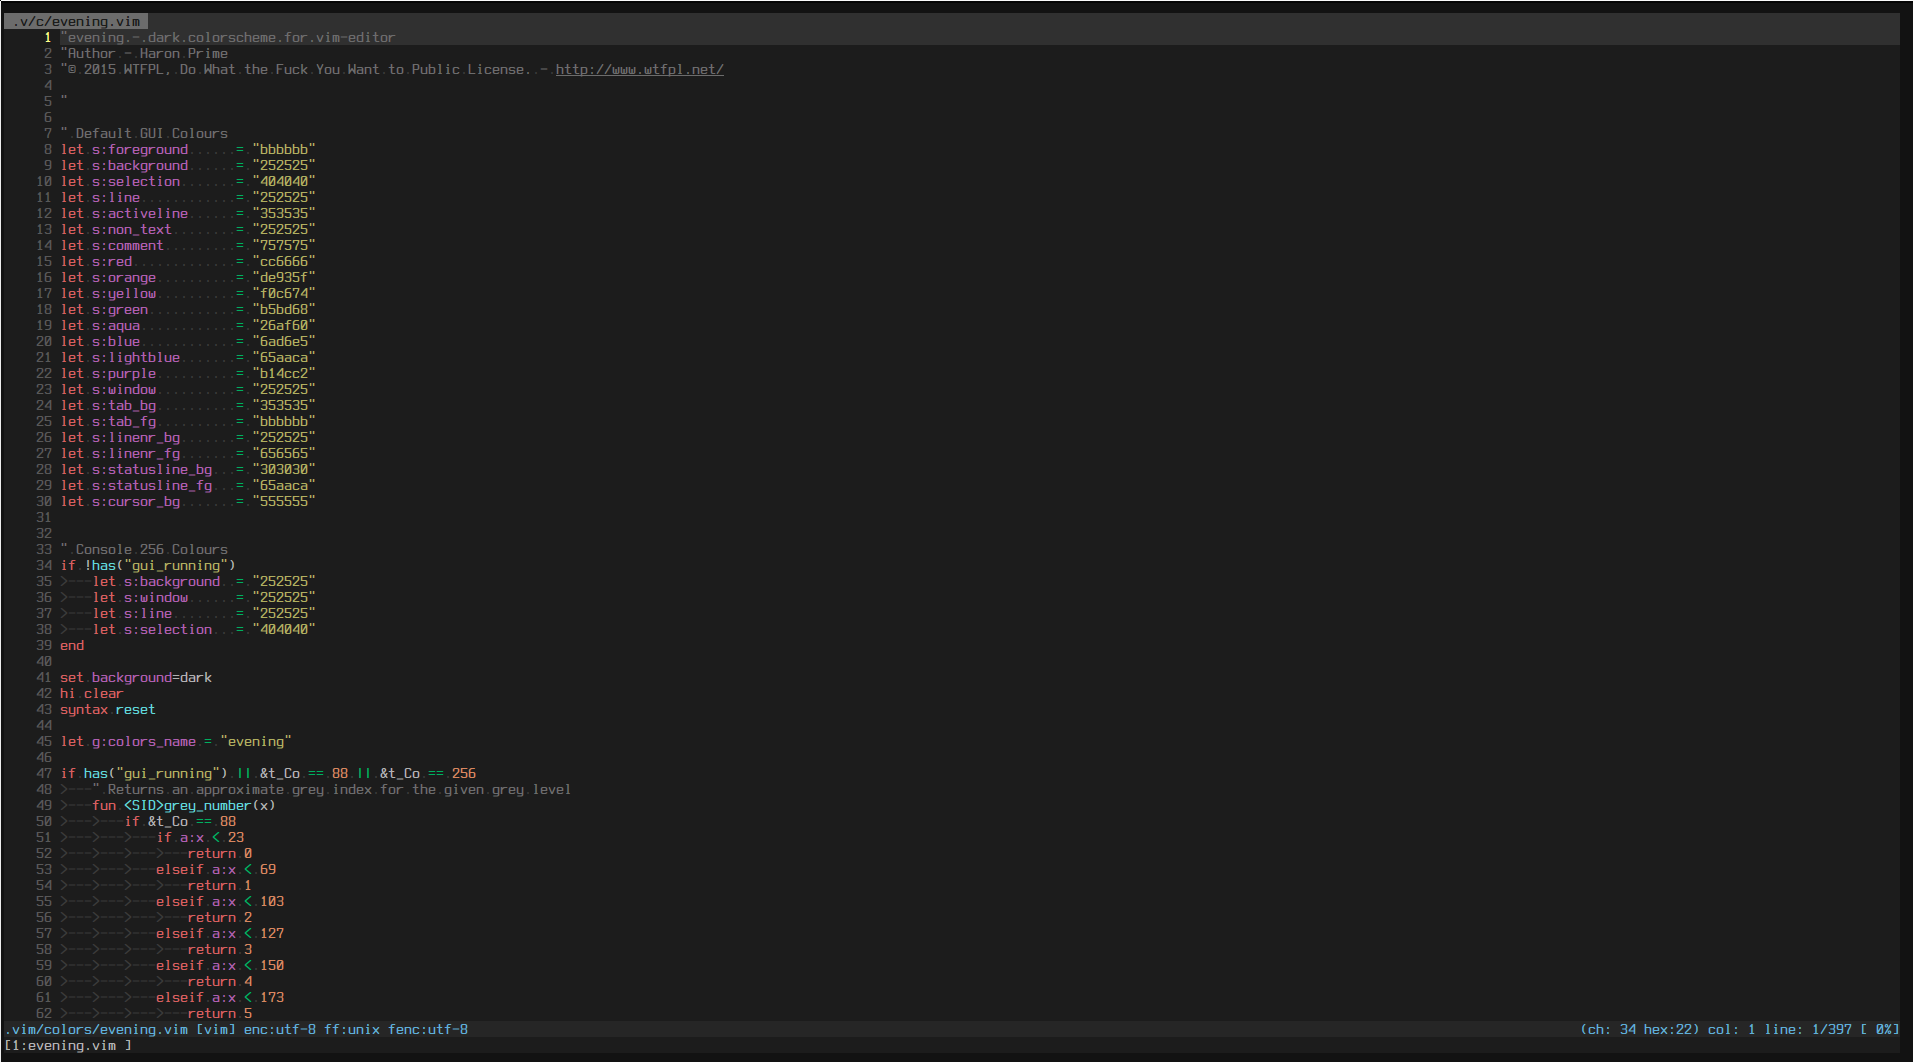 .v/c/evening.vim
1 "evening.-.dark.colorscheme.for.vim-editor
2 "Author.-.Haron.Prime
3 "©.2015.WTFPL,.Do.What.the.Fuck.You.Want.to.Public.License..-.http://www.wtfpl.net/
4
5 "
6
7 ".Default.GUI.Colours
8 let.s:foreground......=."bbbbbb"
9 let.s:background......=."252525"
10 let.s:selection.......=."404040"
11 let.s:line............=."252525"
12 let.s:activeline......=."353535"
13 let.s:non_text........=."252525"
14 let.s:comment.........=."757575"
15 let.s:red.............=."cc6666"
16 let.s:orange..........=."de935f"
17 let.s:yellow..........=."f0c674"
18 let.s:green...........=."b5bd68"
19 let.s:aqua............=."26af60"
20 let.s:blue............=."6ad6e5"
21 let.s:lightblue.......=."65aaca"
22 let.s:purple..........=."b14cc2"
23 let.s:window..........=."252525"
24 let.s:tab_bg..........=."353535"
25 let.s:tab_fg..........=."bbbbbb"
26 let.s:linenr_bg.......=."252525"
27 let.s:linenr_fg.......=."656565"
28 let.s:statusline_bg...=."303030"
29 let.s:statusline_fg...=."65aaca"
30 let.s:cursor_bg.......=."555555"
31
32
33 ".Console.256.Colours
34 if.!has("gui_running")
35 >---let.s:background..=."252525"
36 >---let.s:window......=."252525"
37 >---let.s:line........=."252525"
38 >---let.s:selection...=."404040"
39 end
40
41 set.background=dark
42 hi.clear
43 syntax.reset
44
45 let.g:colors_name.=."evening"
46
47 if.has("gui_running").||.&t_Co.==.88.||.&t_Co.==.256
48 >---".Returns.an.approximate.grey.index.for.the.given.grey.level
49 >---fun.<SID>grey_number(x)
50 >--->---if.&t_Co.==.88
51 >--->--->---if.a:x.<.23
52 >--->--->--->---return.0
53 >--->--->---elseif.a:x.<.69
54 >--->--->--->---return.1
55 >--->--->---elseif.a:x.<.103
56 >--->--->--->---return.2
57 >--->--->---elseif.a:x.<.127
58 >--->--->--->---return.3
59 >--->--->---elseif.a:x.<.150
60 >--->--->--->---return.4
61 >--->--->---elseif.a:x.<.173
62 >--->--->--->---return.5
.vim/colors/evening.vim [vim] enc:utf-8 ff:unix fenc:utf-8 (ch: 34 hex:22) col: 1 line: 1/397 [ 0%]
[1:evening.vim ]